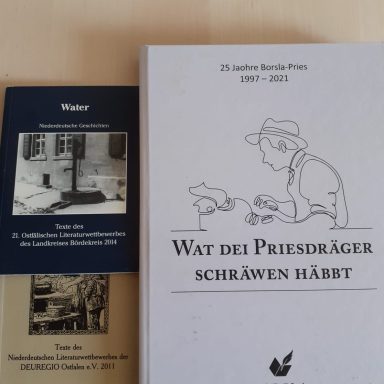 Water
Niederdeutsche Geschichten
Texte des
21. Ostfälischen Literaturwettbewerbes
des Landkreises Bördekreis 2014
Texte des
Niederdeutschen Literaturwettbewerbes der
DEUREGIO Ostfalen e.V. 2011
25 Jaohre Borsla-Pries
1997 – 2021
WAT DEI PRIESDRÄGER
SCHRÄWEN HÄBBT